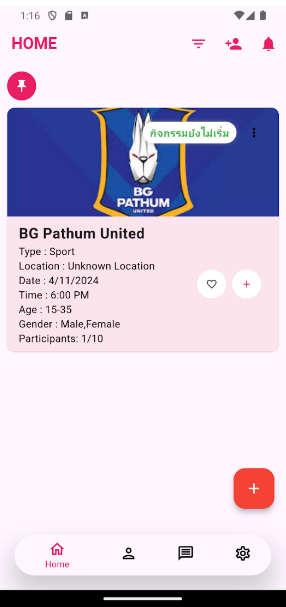 1:16
HOME
กิจกรรมยังไม่เริ่ม
BG
PATHUM
UNITED
BG Pathum United
Type : Sport
Location : Unknown Location
Date : 4/11/2024
Time : 6:00 PM
Age : 15-35
Gender : Male,Female
Participants: 1/10
Home